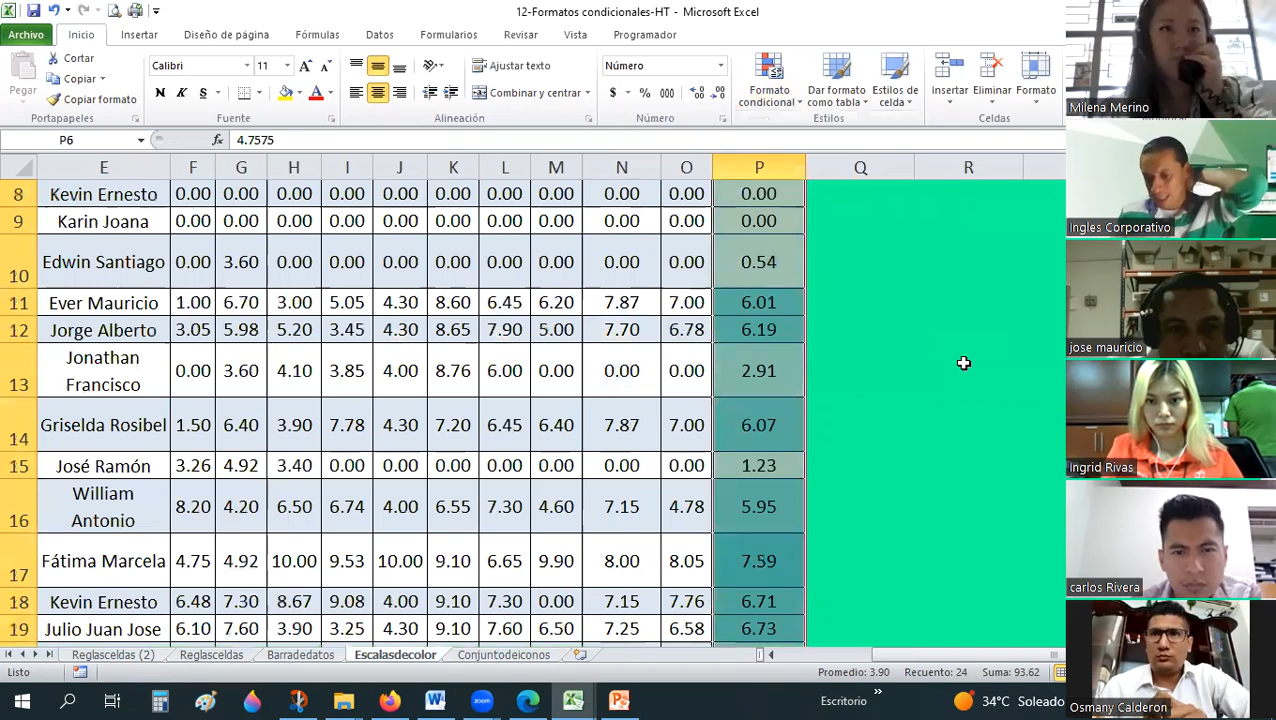 12-Formatos condicionales-HT - Microsoft Excel
Archivo Inicio Insertar Diseño de página Fórmulas Datos Revisar Vista Programador
Pegar
Cortar
Copiar
Copiar formato
Portapapeles
Calibri 11
N K S
Fuente
Ajustar texto
Combinar y centrar
Alineación
Número
$ % 000
Número
Formato condicional
Dar formato como tabla
Estilos de celda
Estilos
Insertar Eliminar Formato
Celdas
P6 fx 4.7575
E F G H I J K L M N O P Q R
8 Kevin Ernesto 0.00 0.00 0.00 0.00 0.00 0.00 0.00 0.00 0.00 0.00 0.00
9 Karin Joana 0.00 0.00 0.00 0.00 0.00 0.00 0.00 0.00 0.00 0.00 0.00
10 Edwin Santiago 0.00 3.60 0.00 0.00 0.00 0.00 0.00 0.00 0.00 0.00 0.54
11 Ever Mauricio 1.00 6.70 3.00 5.05 4.30 8.60 6.45 6.20 7.87 7.00 6.01
12 Jorge Alberto 3.05 5.98 5.20 3.45 4.30 8.65 7.90 5.00 7.70 6.78 6.19
13 Jonathan Francisco 0.00 3.60 4.10 3.85 4.00 8.76 6.00 0.00 0.00 0.00 2.91
14 Griselda Rosibel 1.50 6.40 3.90 7.78 4.30 7.20 6.45 6.40 7.87 7.00 6.07
15 José Ramón 3.26 4.92 3.40 0.00 0.00 0.00 0.00 0.00 0.00 0.00 1.23
16 William Antonio 8.20 4.20 6.50 6.74 4.00 6.55 7.40 4.60 7.15 4.78 5.95
17 Fátima Marcela 4.75 4.92 10.00 9.53 10.00 9.10 6.50 9.90 8.00 8.05 7.59
18 Kevin Ernesto 6.48 7.30 8.67 9.08 4.00 9.10 7.30 0.00 7.15 7.76 6.71
19 Julio Juan Jose 6.10 7.60 3.90 3.25 4.30 9.10 7.60 6.50 7.25 6.58 6.73
Reglasceldas (2) Reglasceldas Barradedatos Escalasdecolor Conjuntodeiconos
Listo Promedio: 3.90 Recuento: 24 Suma: 93.62
Escritorio » 34°C Soleado
Milena Merino
Ingles Corporativo
jose mauricio
Ingrid Rivas
carlos Rivera
Osmany Calderon